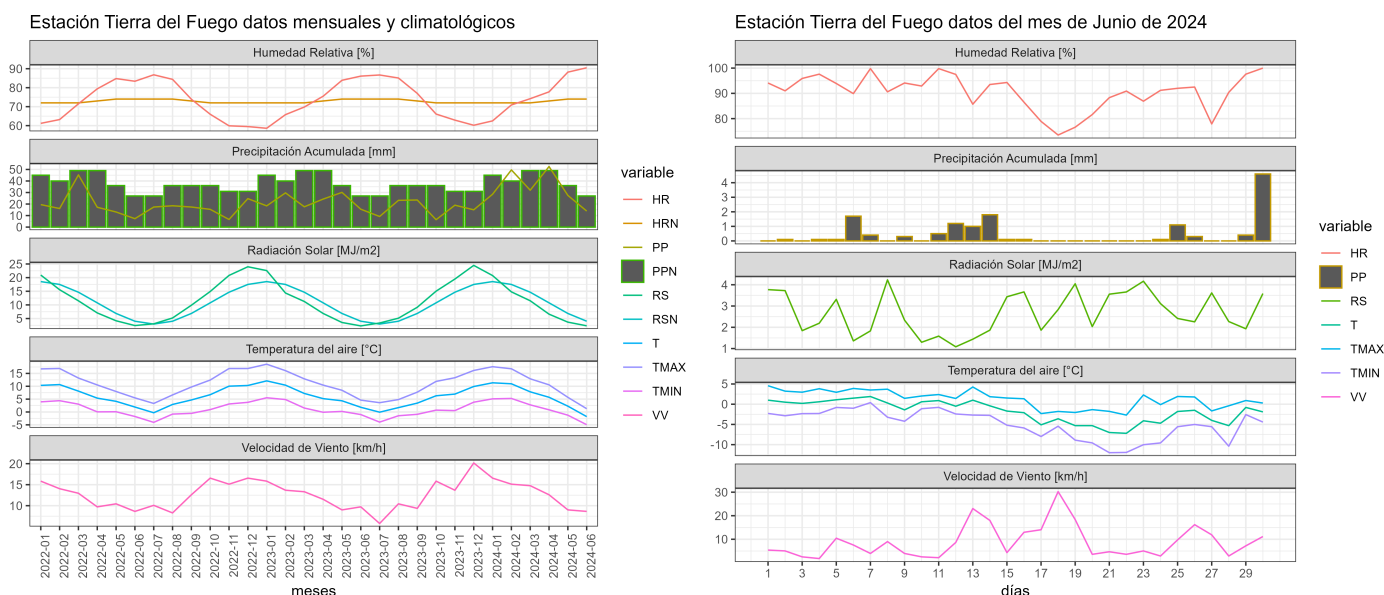 Estación Tierra del Fuego datos mensuales y climatológicos
Humedad Relativa [%]
90
80
70
60
Precipitación Acumulada [mm]
50
40
30
20
10
0
Radiación Solar [MJ/m2]
25
20
15
10
5
Temperatura del aire [°C]
15
10
5
0
-5
Velocidad de Viento [km/h]
20
15
10
2022-01
2022-02
2022-03
2022-04
2022-05
2022-06
2022-07
2022-08
2022-09
2022-10
2022-11
2022-12
2023-01
2023-02
2023-03
2023-04
2023-05
2023-06
2023-07
2023-08
2023-09
2023-10
2023-11
2023-12
2024-01
2024-02
2024-03
2024-04
2024-05
2024-06
meses
variable
HR
HRN
PP
PPN
RS
RSN
T
TMAX
TMIN
VV
Estación Tierra del Fuego datos del mes de Junio de 2024
Humedad Relativa [%]
100
90
80
Precipitación Acumulada [mm]
4
3
2
1
0
Radiación Solar [MJ/m2]
4
3
2
1
Temperatura del aire [°C]
5
0
-5
-10
Velocidad de Viento [km/h]
30
20
10
1 3 5 7 9 11 13 15 17 19 21 23 25 27 29
días
variable
HR
PP
RS
T
TMAX
TMIN
VV